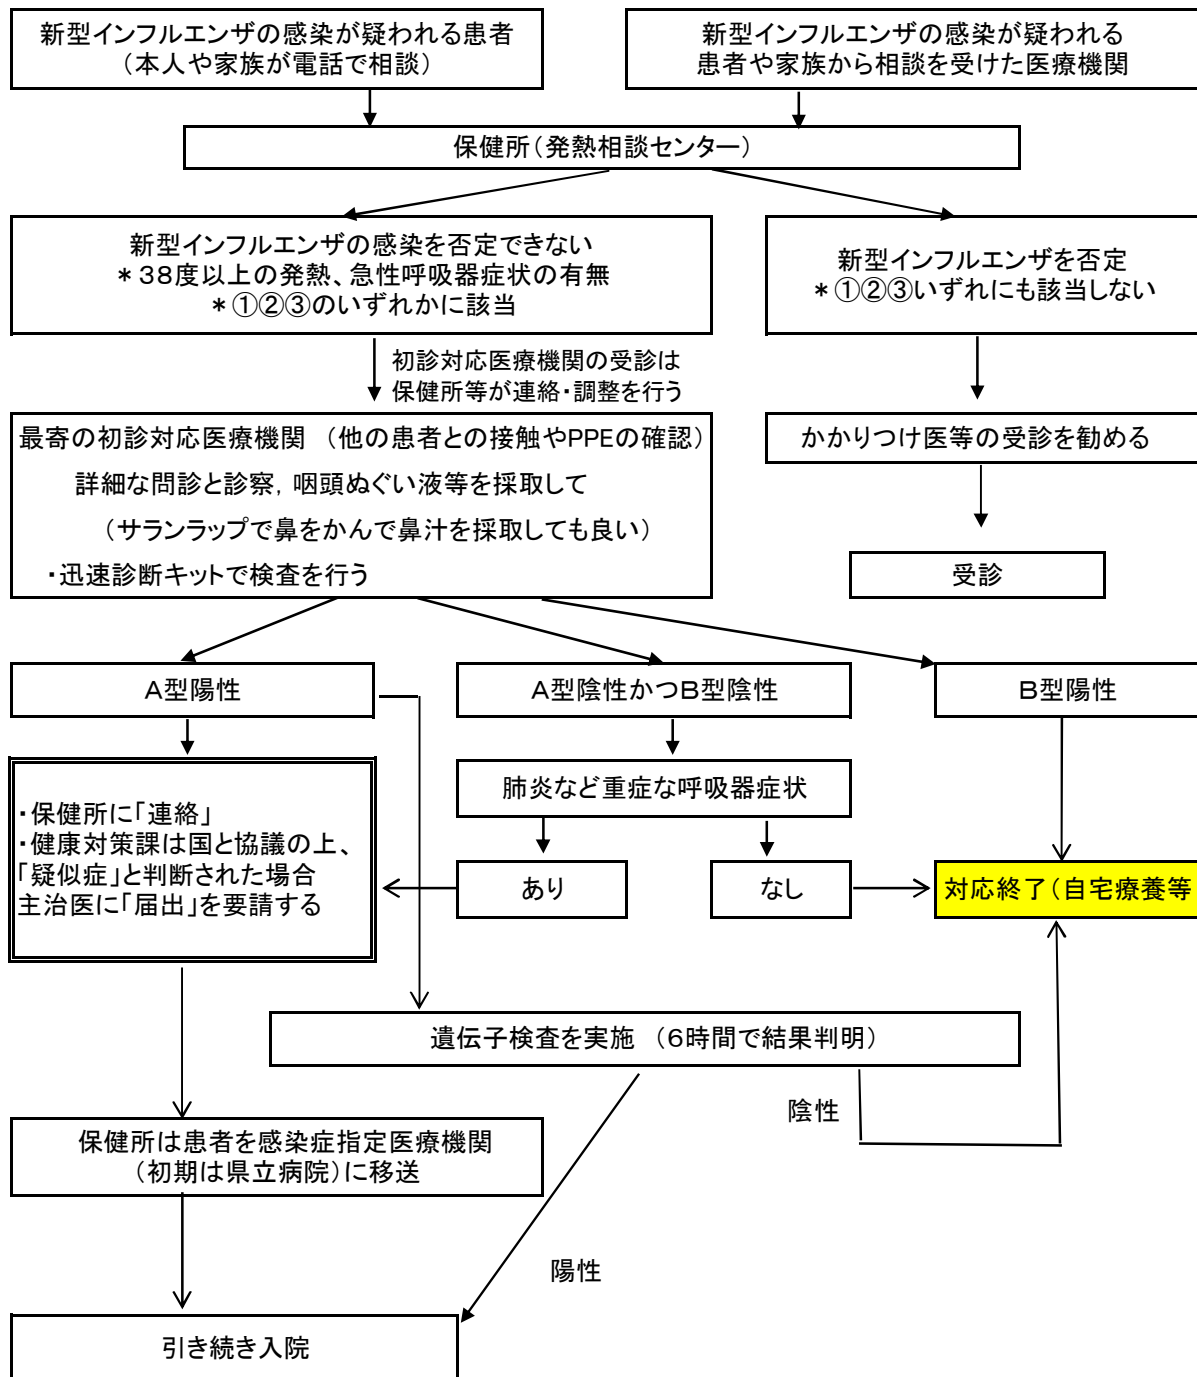 新型インフルエンザの感染が疑われる患者
（本人や家族が電話で相談）
新型インフルエンザの感染が疑われる
患者や家族から相談を受けた医療機関
保健所（発熱相談センター）
新型インフルエンザの感染を否定できない
＊38度以上の発熱、急性呼吸器症状の有無
＊①②③のいずれかに該当
新型インフルエンザを否定
＊①②③いずれにも該当しない
初診対応医療機関の受診は
保健所等が連絡・調整を行う
最寄の初診対応医療機関　（他の患者との接触やPPEの確認）
詳細な問診と診察，咽頭ぬぐい液等を採取して
（サランラップで鼻をかんで鼻汁を採取しても良い）
・迅速診断キットで検査を行う
かかりつけ医等の受診を勧める
受診
Ａ型陽性
Ａ型陰性かつＢ型陰性
Ｂ型陽性
・保健所に「連絡」
・健康対策課は国と協議の上、
「疑似症」と判断された場合
主治医に「届出」を要請する
肺炎など重症な呼吸器症状
あり
なし
対応終了（自宅療養等
遺伝子検査を実施　（６時間で結果判明）
陰性
保健所は患者を感染症指定医療機関
（初期は県立病院）に移送
陽性
引き続き入院